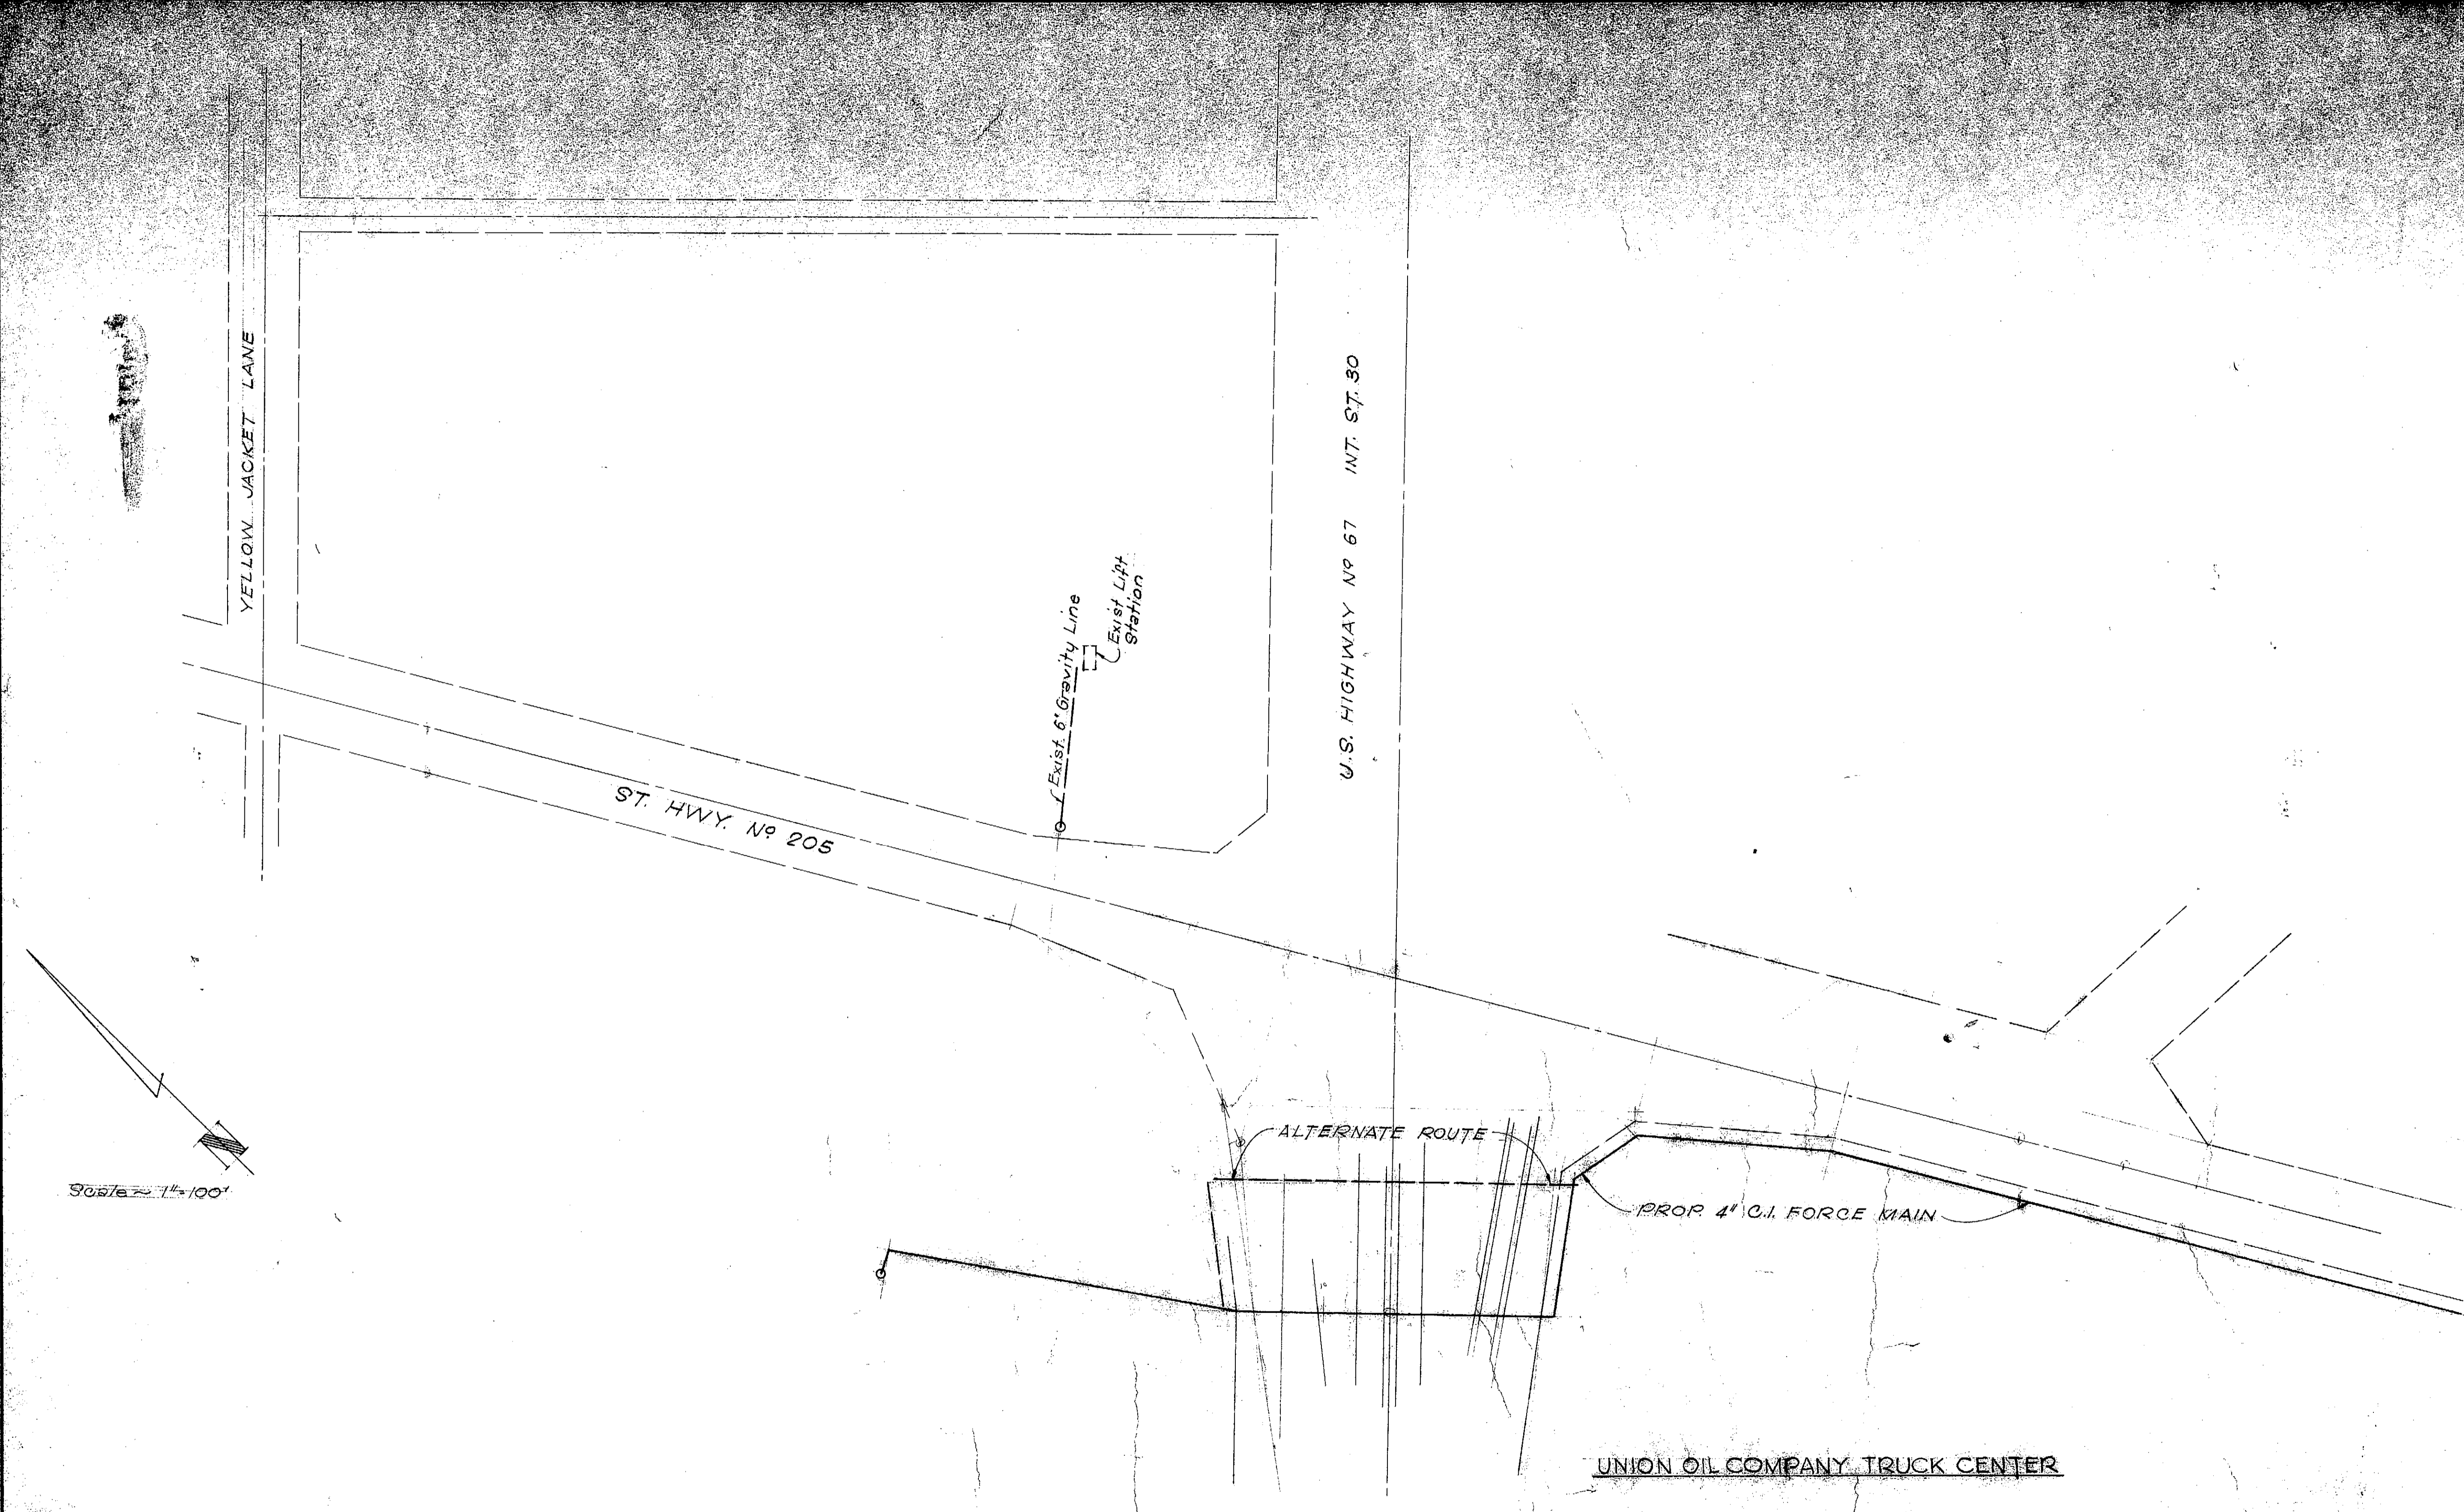 YELLOW JACKET LANE
U.S. HIGHWAY Nº 67 INT. ST. 30
Exist. 6" Gravity Line
Exist Lift
Station
ST. HWY. Nº 205
ALTERNATE ROUTE
PROP. 4" C.I. FORCE MAIN
Scale ~ 1"=100'
UNION OIL COMPANY TRUCK CENTER